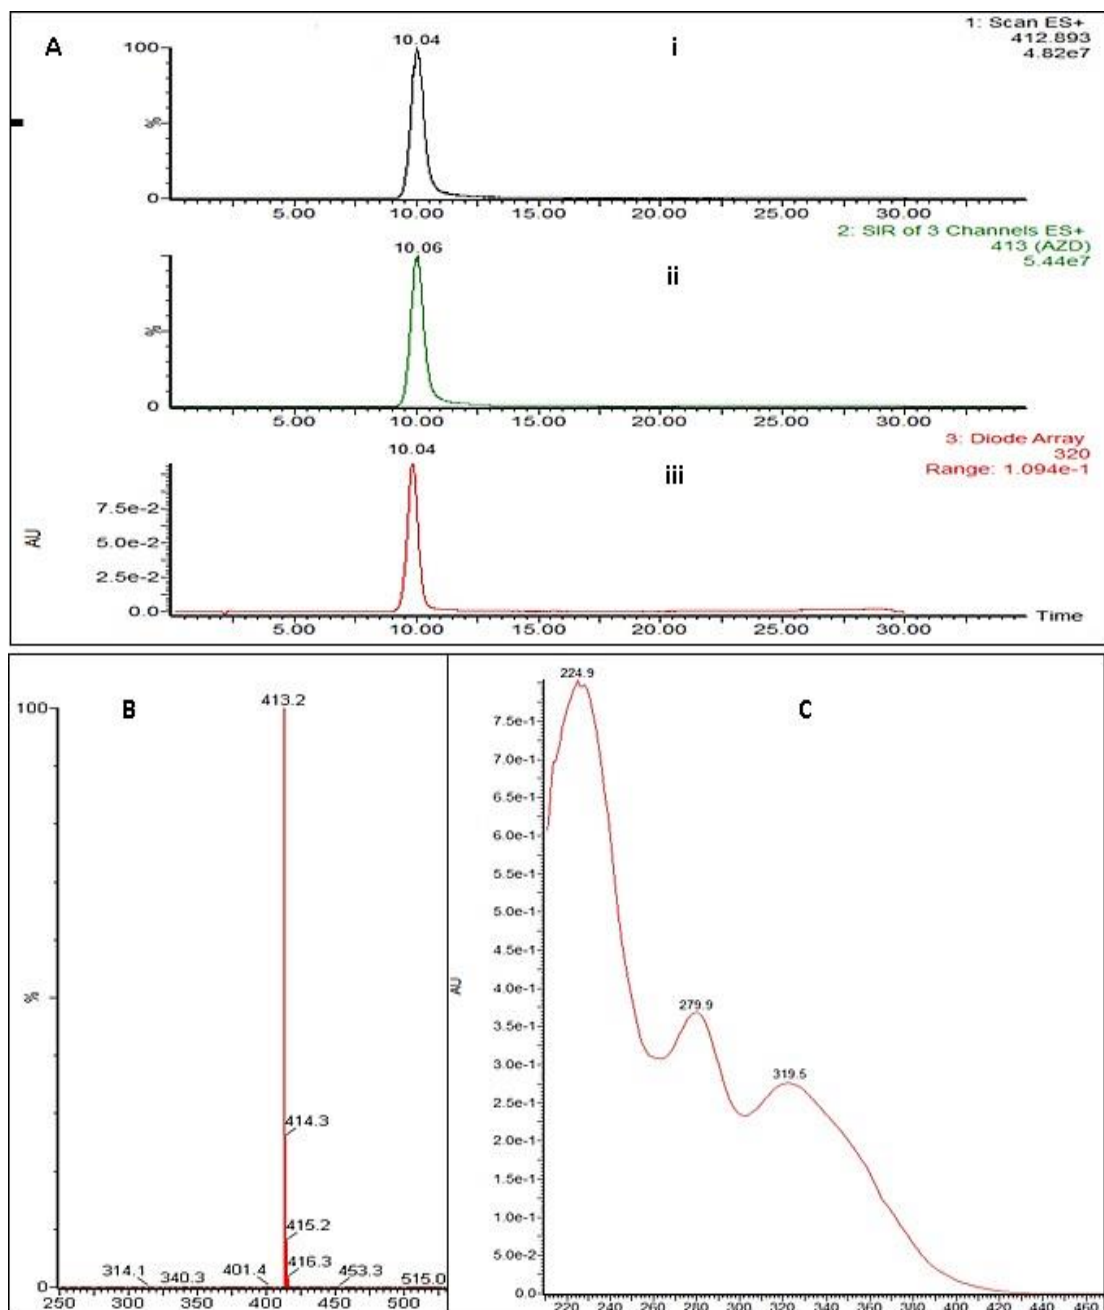 A
i
1: Scan ES+
412.893
4.82e7
10.04
100
%
0
5.00 10.00 15.00 20.00 25.00 30.00
2: SIR of 3 Channels ES+
413 (AZD)
5.44e7
10.06
ii
%
0
5.00 10.00 15.00 20.00 25.00 30.00
3: Diode Array
320
Range: 1.094e-1
10.04
iii
7.5e-2
5.0e-2
2.5e-2
0.0
AU
Time
5.00 10.00 15.00 20.00 25.00 30.00
B
413.2
100
%
414.3
415.2
416.3
314.1 340.3 401.4 453.3 515.0
0
250 300 350 400 450 500
C
224.9
7.5e-1
7.0e-1
6.5e-1
6.0e-1
5.5e-1
5.0e-1
4.5e-1
4.0e-1
3.5e-1
3.0e-1
2.5e-1
2.0e-1
1.5e-1
1.0e-1
5.0e-2
0.0
AU
279.9
319.5
220 240 260 280 300 320 340 360 380 400 420 440 460